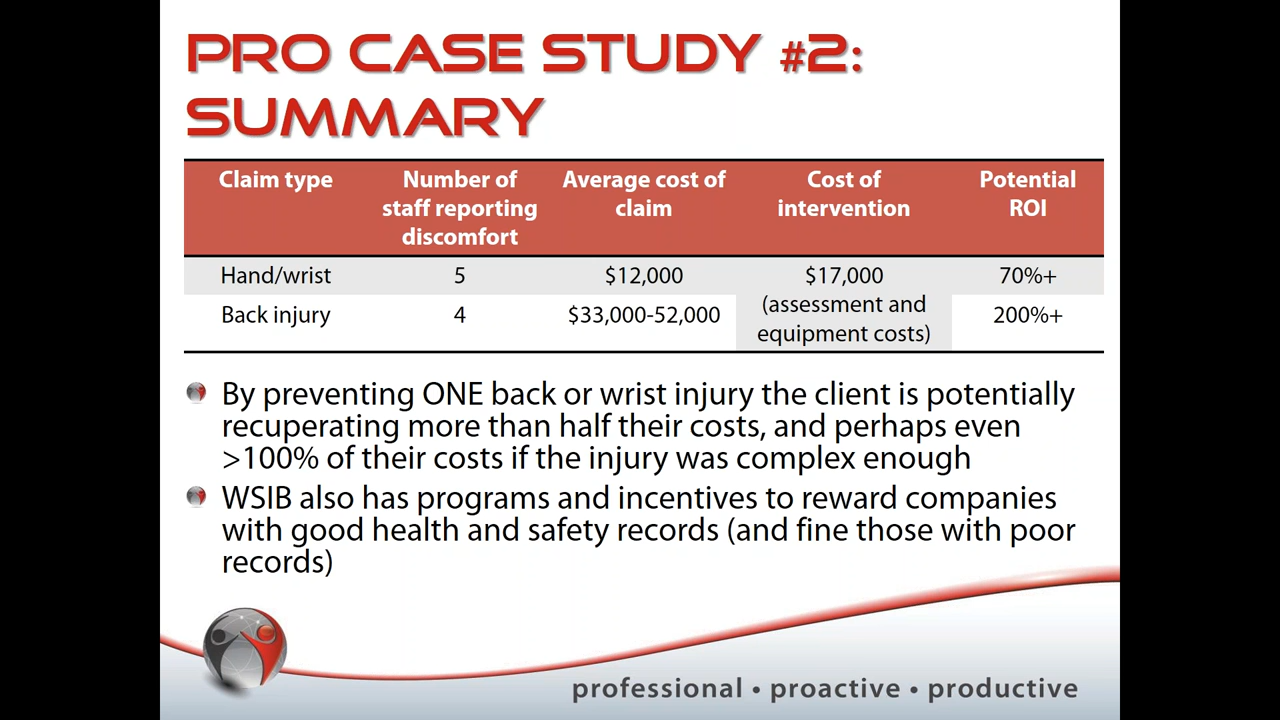 PRO CASE STUDY #2:
SUMMARY
Claim type
Number of
staff reporting
discomfort
Average cost of
claim
Cost of
intervention
Potential
ROI
Hand/wrist
5
$12,000
$17,000
(assessment and
equipment costs)
70%+
Back injury
4
$33,000-52,000
200%+
By preventing ONE back or wrist injury the client is potentially
recuperating more than half their costs, and perhaps even
>100% of their costs if the injury was complex enough
WSIB also has programs and incentives to reward companies
with good health and safety records (and fine those with poor
records)
professional • proactive • productive